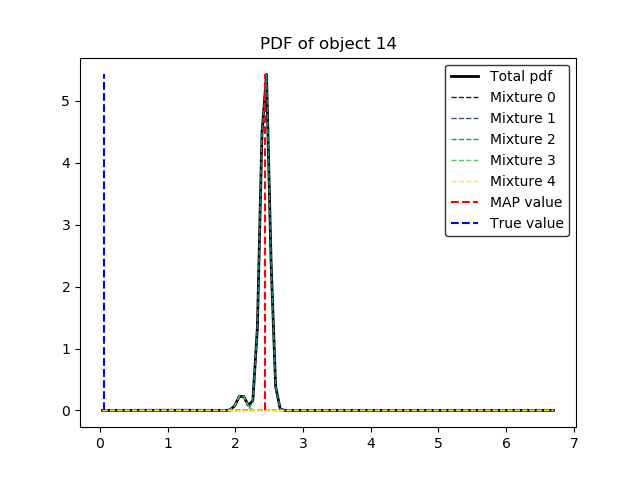 PDF of object 14
Total pdf
Mixture 0
Mixture 1
Mixture 2
Mixture 3
Mixture 4
MAP value
True value
5
4
3
2
1
0
0 1 2 3 4 5 6 7